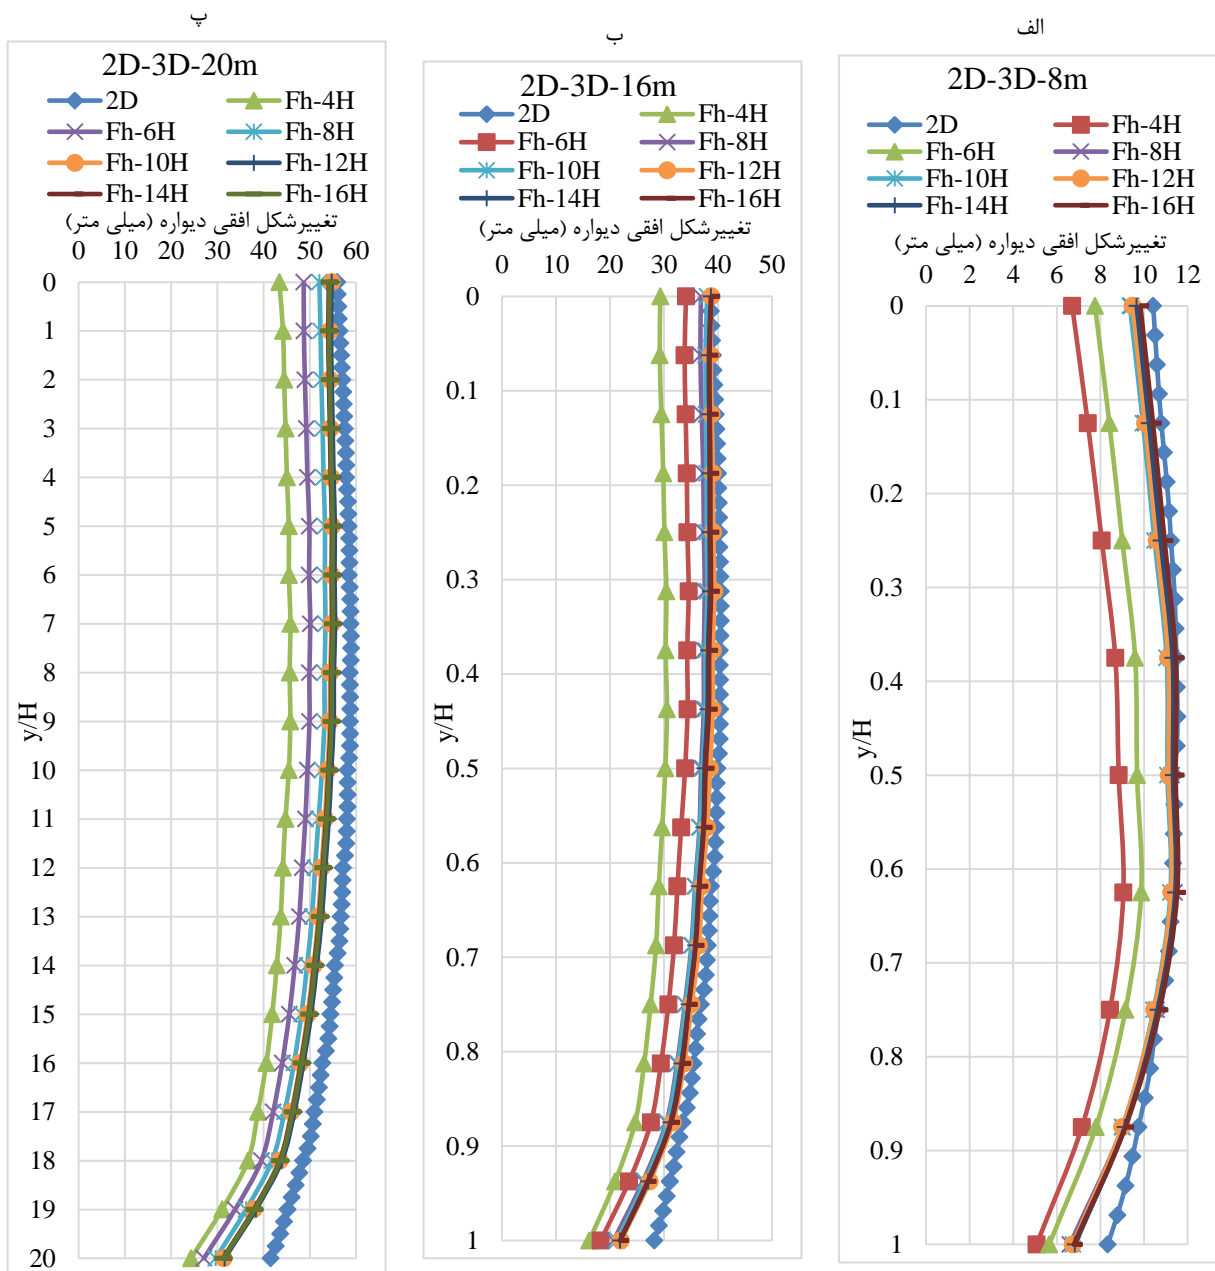 الف
2D-3D-8m
2D Fh-4H
Fh-6H Fh-8H
Fh-10H Fh-12H
Fh-14H Fh-16H
تغییرشکل افقی دیواره (میلی متر)
0 2 4 6 8 10 12
0
0.1
0.2
0.3
0.4
0.5
0.6
0.7
0.8
0.9
1
y/H
ب
2D-3D-16m
2D Fh-4H
Fh-6H Fh-8H
Fh-10H Fh-12H
Fh-14H Fh-16H
تغییرشکل افقی دیواره (میلی متر)
0 10 20 30 40 50
0
0.1
0.2
0.3
0.4
0.5
0.6
0.7
0.8
0.9
1
y/H
پ
2D-3D-20m
2D Fh-4H
Fh-6H Fh-8H
Fh-10H Fh-12H
Fh-14H Fh-16H
تغییرشکل افقی دیواره (میلی متر)
0 10 20 30 40 50 60
0
1
2
3
4
5
6
7
8
9
10
11
12
13
14
15
16
17
18
19
20
y/H